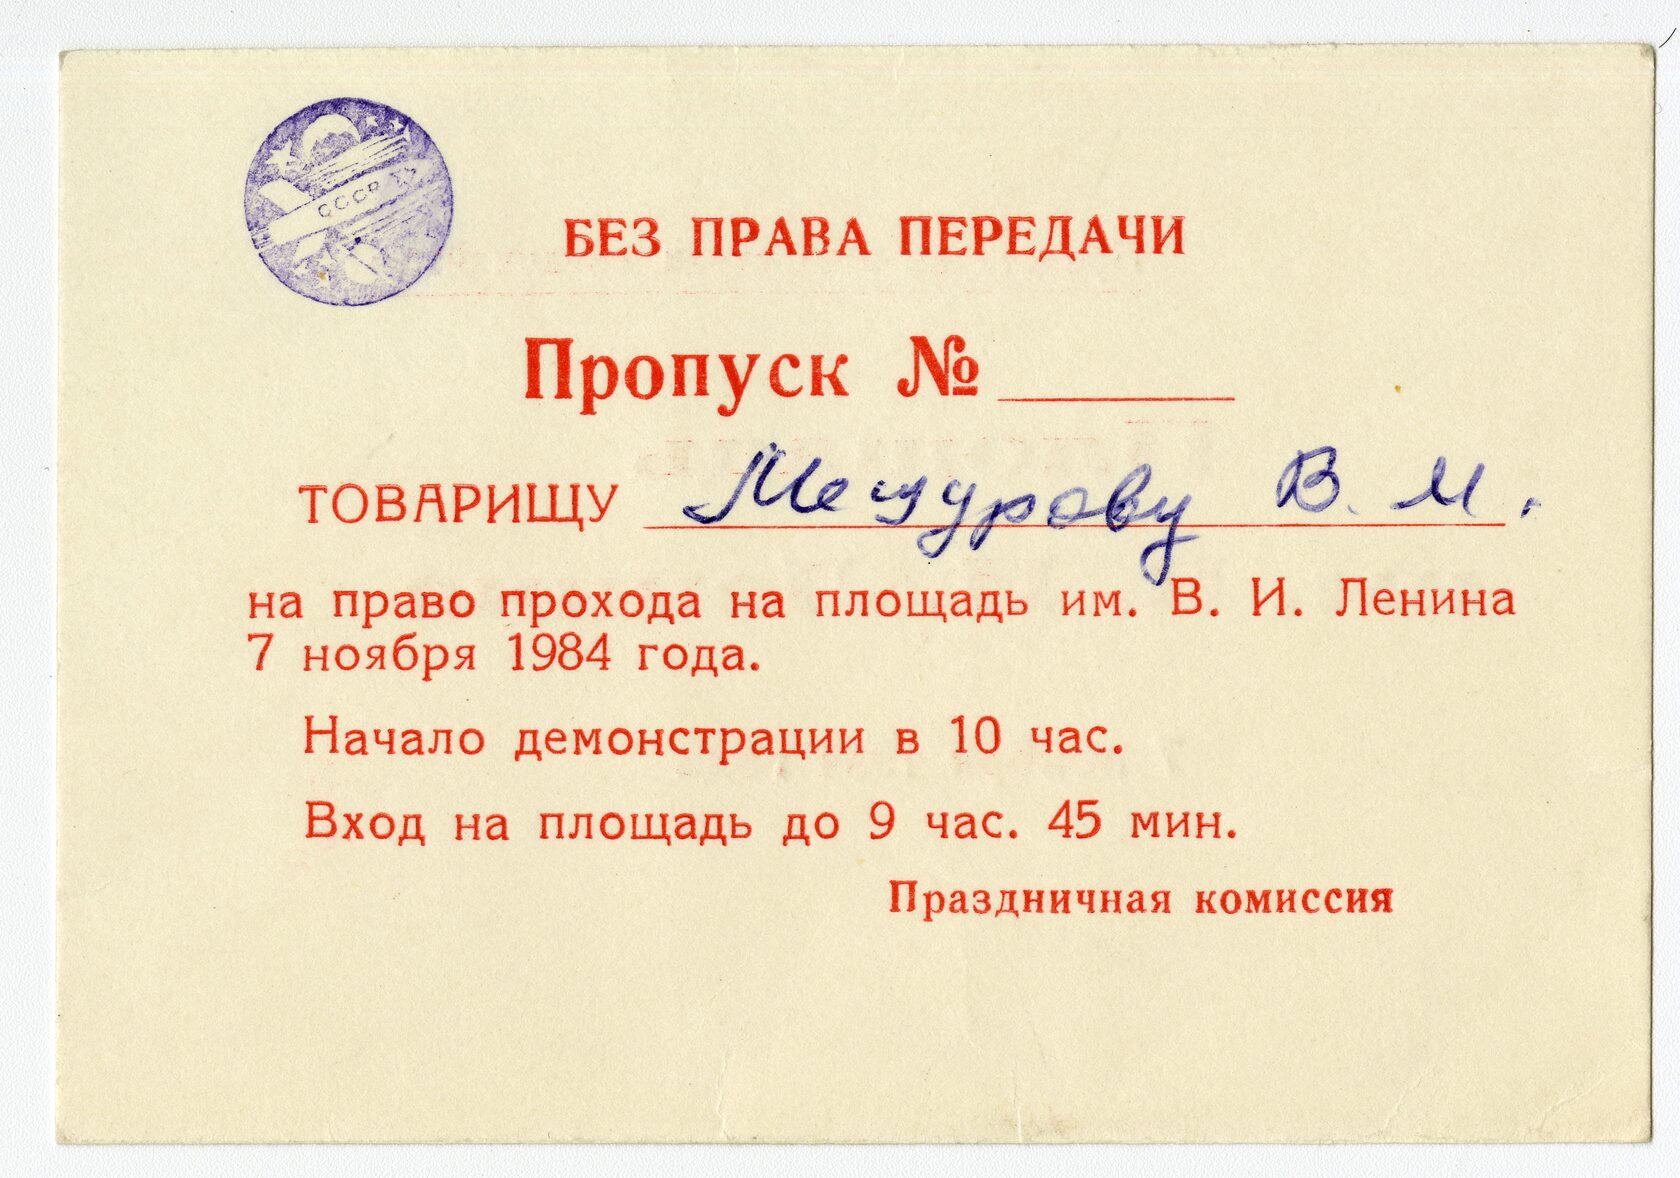 СССР
БЕЗ ПРАВА ПЕРЕДАЧИ
Пропуск №
ТОВАРИЩУ В. М.
на право прохода на площадь им. В. И. Ленина
7 ноября 1984 года.
Начало демонстрации в 10 час.
Вход на площадь до 9 час. 45 мин.
Праздничная комиссия